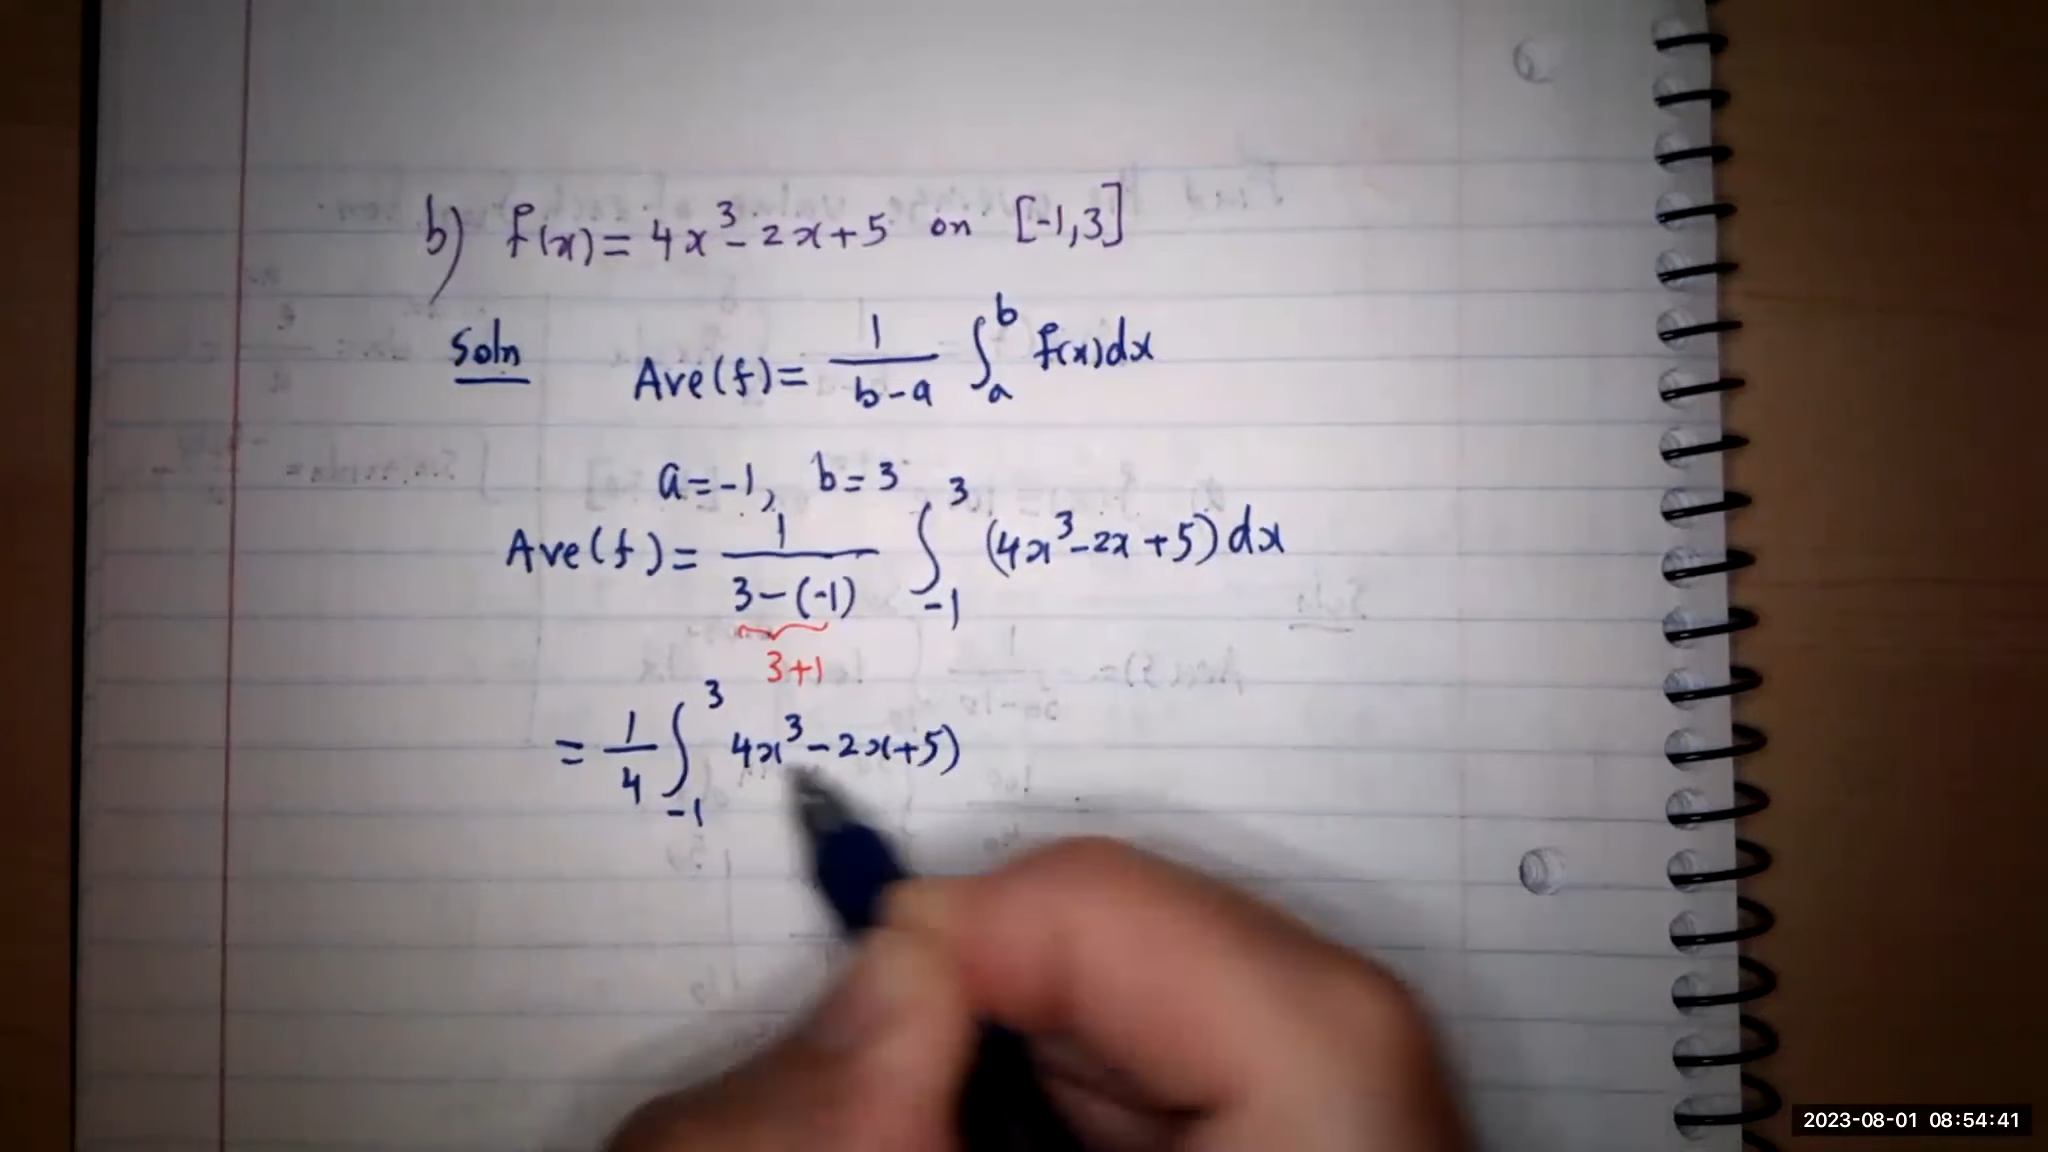 b) f(x) = 4x³ - 2x + 5 on [-1,3]
Soln Ave(f) = 1/(b-a) ∫_a^b f(x)dx
a = -1, b = 3
Ave(f) = 1/(3-(-1)) ∫_-1^3 (4x³ - 2x + 5) dx
3+1
= 1/4 ∫_-1^3 4x³ - 2x + 5)
2023-08-01 08:54:41